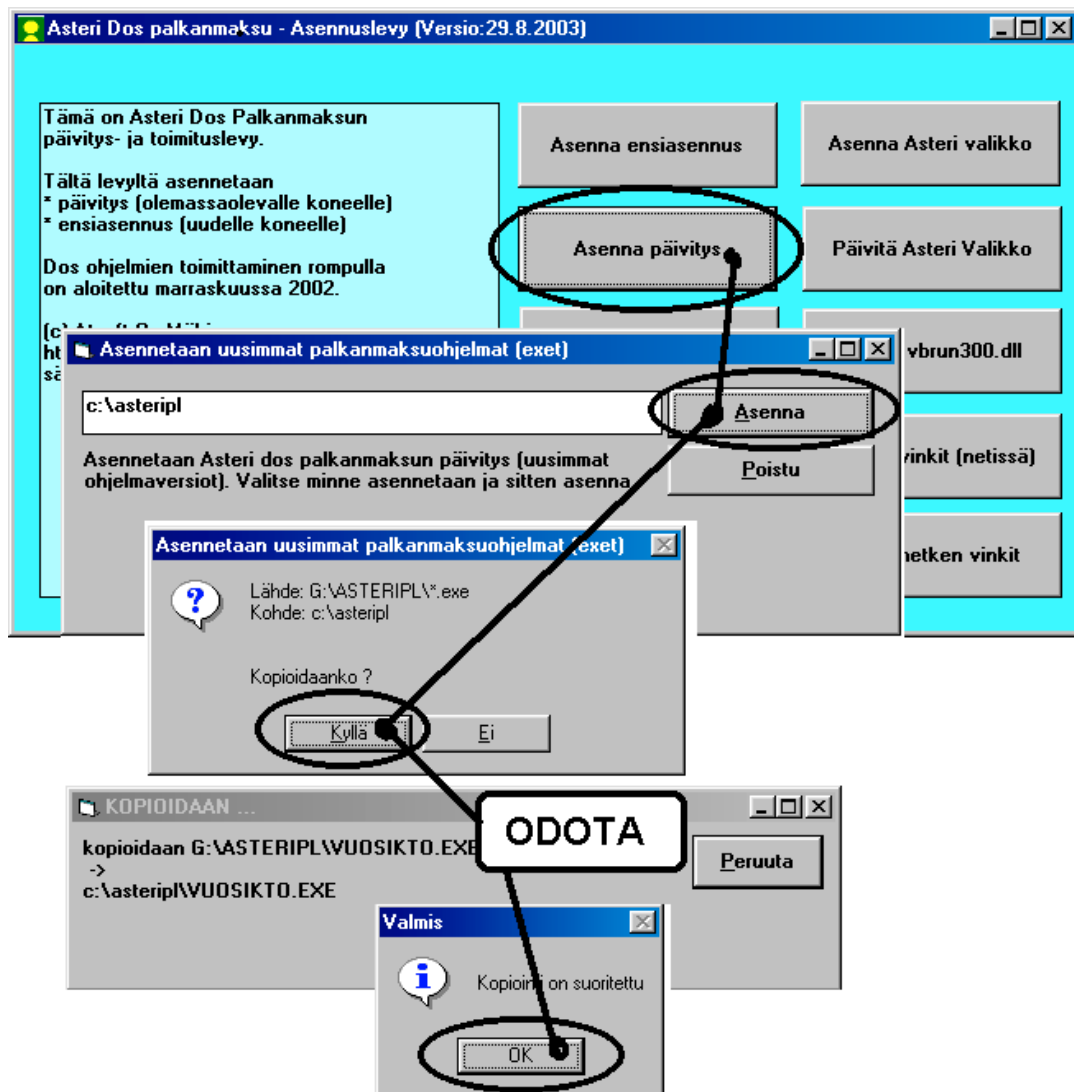 Asteri Dos palkanmaksu - Asennuslevy (Versio:29.8.2003)
Tämä on Asteri Dos Palkanmaksun
päivitys- ja toimituslevy.
Tältä levyltä asennetaan
* päivitys (olemassaolevalle koneelle)
* ensiasennus (uudelle koneelle)
Dos ohjelmien toimittaminen rompulla
on aloitettu marraskuussa 2002.
(c)
ht
sä
Asenna ensiasennus
Asenna Asteri valikko
Asenna päivitys
Päivitä Asteri Valikko
vbrun300.dll
vinkit (netissä)
hetken vinkit
Asennetaan uusimmat palkanmaksuohjelmat (exet)
c:\asteripl
Asenna
Asennetaan Asteri dos palkanmaksun päivitys (uusimmat
ohjelmaversiot). Valitse minne asennetaan ja sitten asenna
Poistu
Asennetaan uusimmat palkanmaksuohjelmat (exet)
Lähde: G:\ASTERIPL\*.exe
Kohde: c:\asteripl
Kopioidaanko ?
Kyllä
Ei
KOPIOIDAAN ...
kopioidaan G:\ASTERIPL\VUOSIKTO.EXE
->
c:\asteripl\VUOSIKTO.EXE
ODOTA
Peruuta
Valmis
Kopiointi on suoritettu
OK